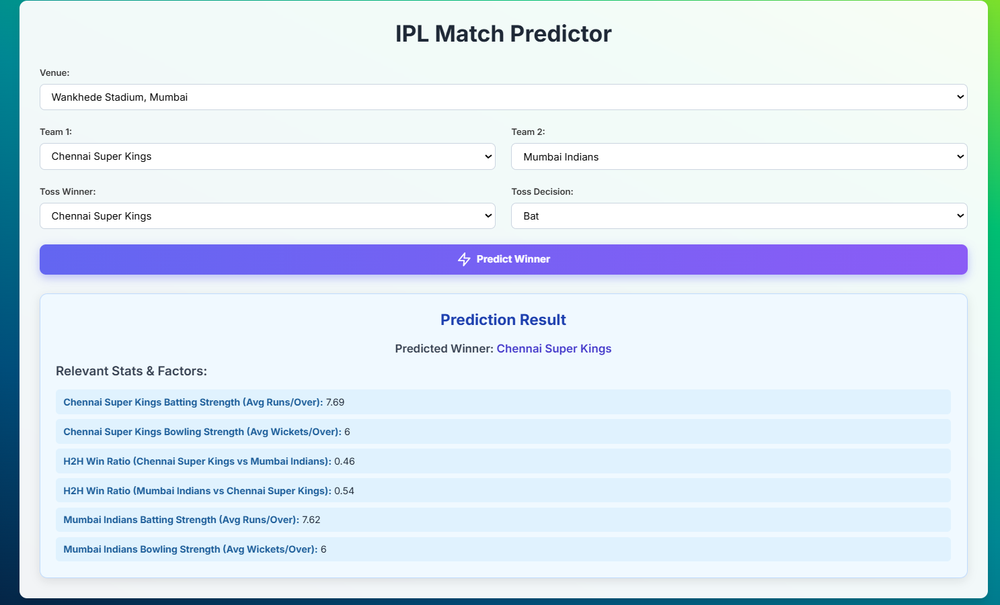 IPL Match Predictor
Venue:
Wankhede Stadium, Mumbai
Team 1:
Team 2:
Chennai Super Kings
Mumbai Indians
Toss Winner:
Toss Decision:
Chennai Super Kings
Bat
Predict Winner
Prediction Result
Predicted Winner: Chennai Super Kings
Relevant Stats & Factors:
Chennai Super Kings Batting Strength (Avg Runs/Over): 7.69
Chennai Super Kings Bowling Strength (Avg Wickets/Over): 6
H2H Win Ratio (Chennai Super Kings vs Mumbai Indians): 0.46
H2H Win Ratio (Mumbai Indians vs Chennai Super Kings): 0.54
Mumbai Indians Batting Strength (Avg Runs/Over): 7.62
Mumbai Indians Bowling Strength (Avg Wickets/Over): 6